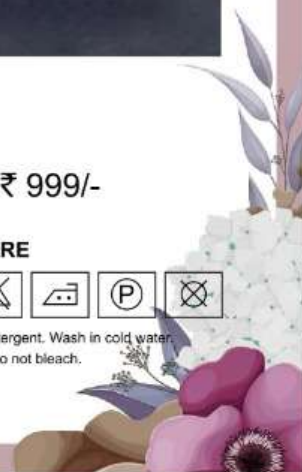 ₹ 999/-
RE
P
ergent. Wash in cold water.
o not bleach.